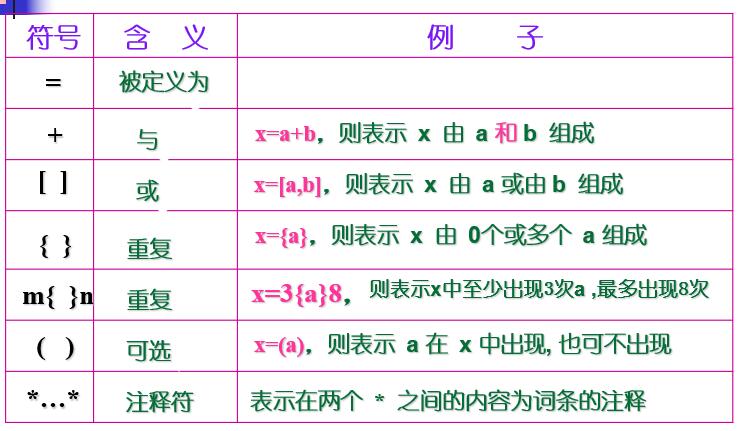 符号 含 义 例 子
= 被定义为
+ 与 x=a+b，则表示 x 由 a 和 b 组成
[ ] 或 x=[a,b]，则表示 x 由 a 或由 b 组成
{ } 重复 x={a}，则表示 x 由 0个或多个 a 组成
m{ }n 重复 x=3{a}8，则表示x中至少出现3次a ,最多出现8次
( ) 可选 x=(a)，则表示 a 在 x 中出现, 也可不出现
*…* 注释符 表示在两个 * 之间的内容为词条的注释